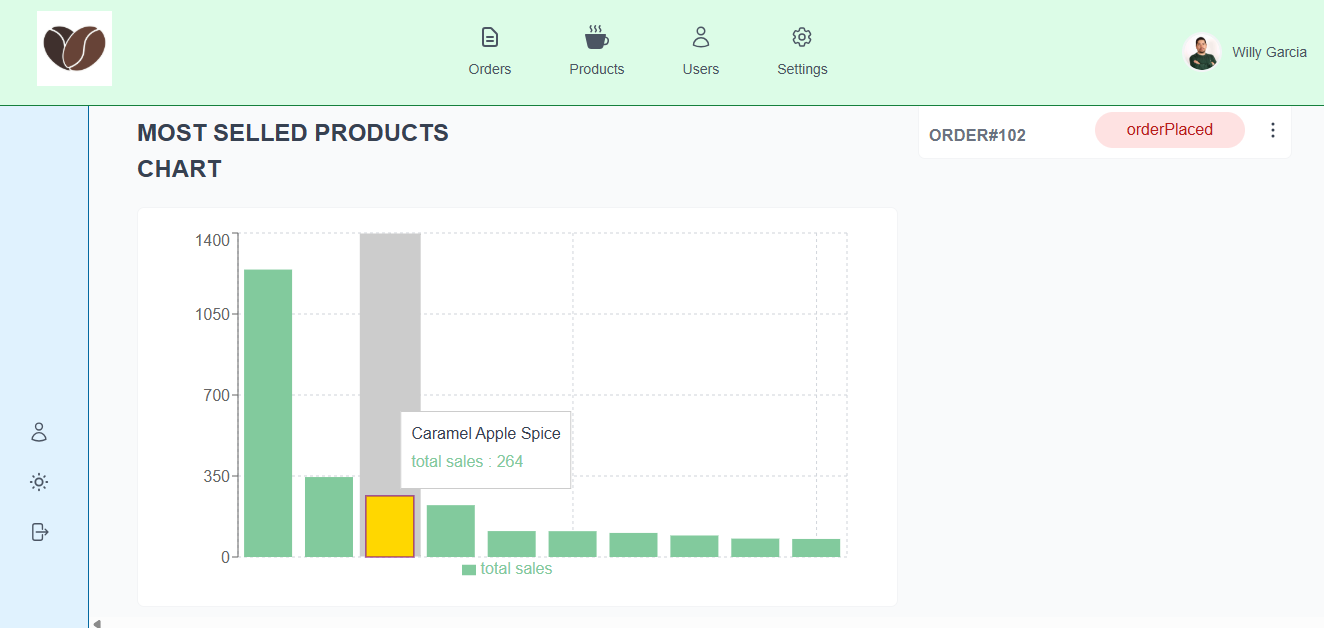 Orders
Products
Users
Settings
Willy Garcia
MOST SELLED PRODUCTS
CHART
ORDER#102
orderPlaced
1400
1050
700
350
0
Caramel Apple Spice
total sales : 264
total sales